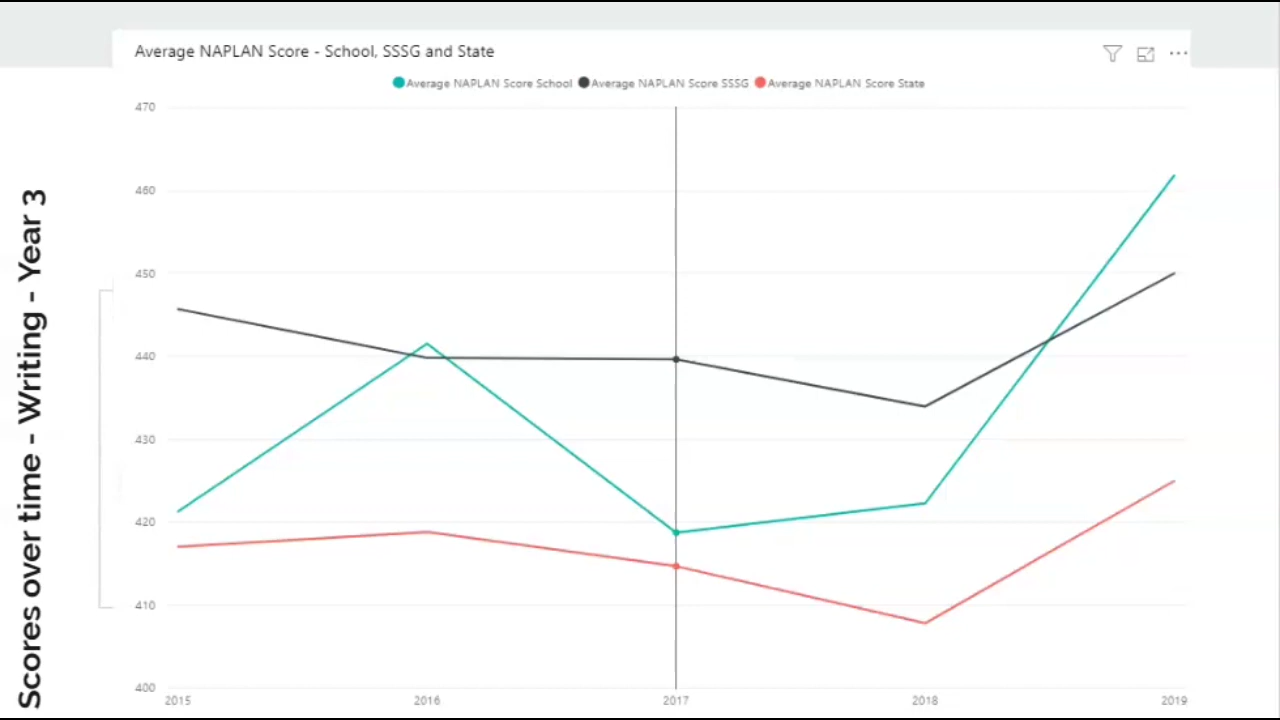 Average NAPLAN Score - School, SSSG and State
Average NAPLAN Score School Average NAPLAN Score SSSG Average NAPLAN Score State
470
460
450
440
430
420
410
400
2015 2016 2017 2018 2019
Scores over time - Writing - Year 3